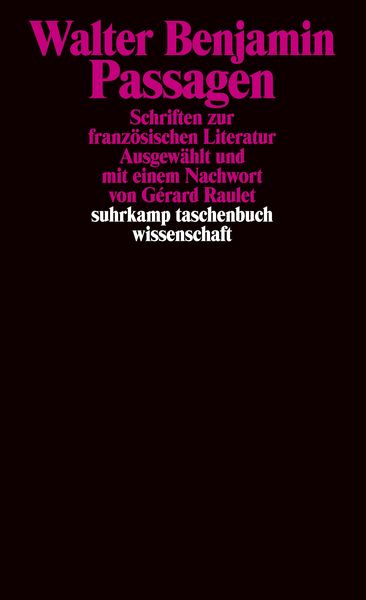 Walter Benjamin
Passagen
Schriften zur
französischen Literatur
Ausgewählt und
mit einem Nachwort
von Gérard Raulet
suhrkamp taschenbuch
wissenschaft